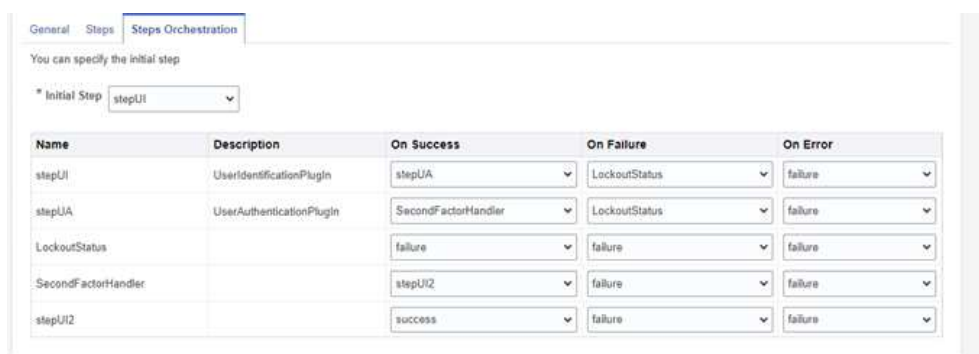 General Steps Steps Orchestration
You can specify the initial step
* Initial Step stepUI
Name Description On Success On Failure On Error
stepUI UserIdentificationPlugIn stepUA LockoutStatus failure
stepUA UserAuthenticationPlugIn SecondFactorHandler LockoutStatus failure
LockoutStatus failure failure failure
SecondFactorHandler stepUI2 failure failure
stepUI2 success failure failure